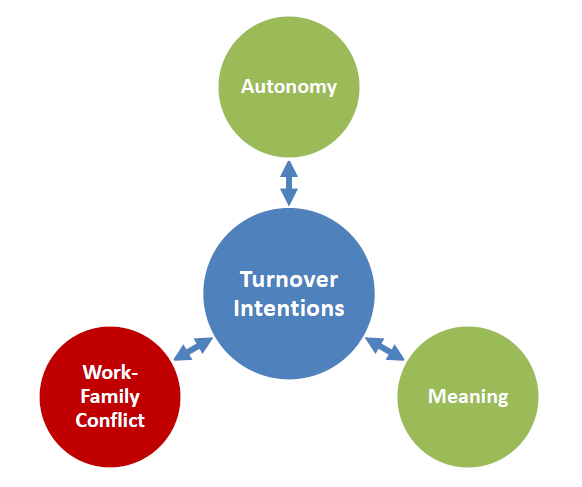 Autonomy
Turnover
Intentions
Work-
Family
Conflict
Meaning